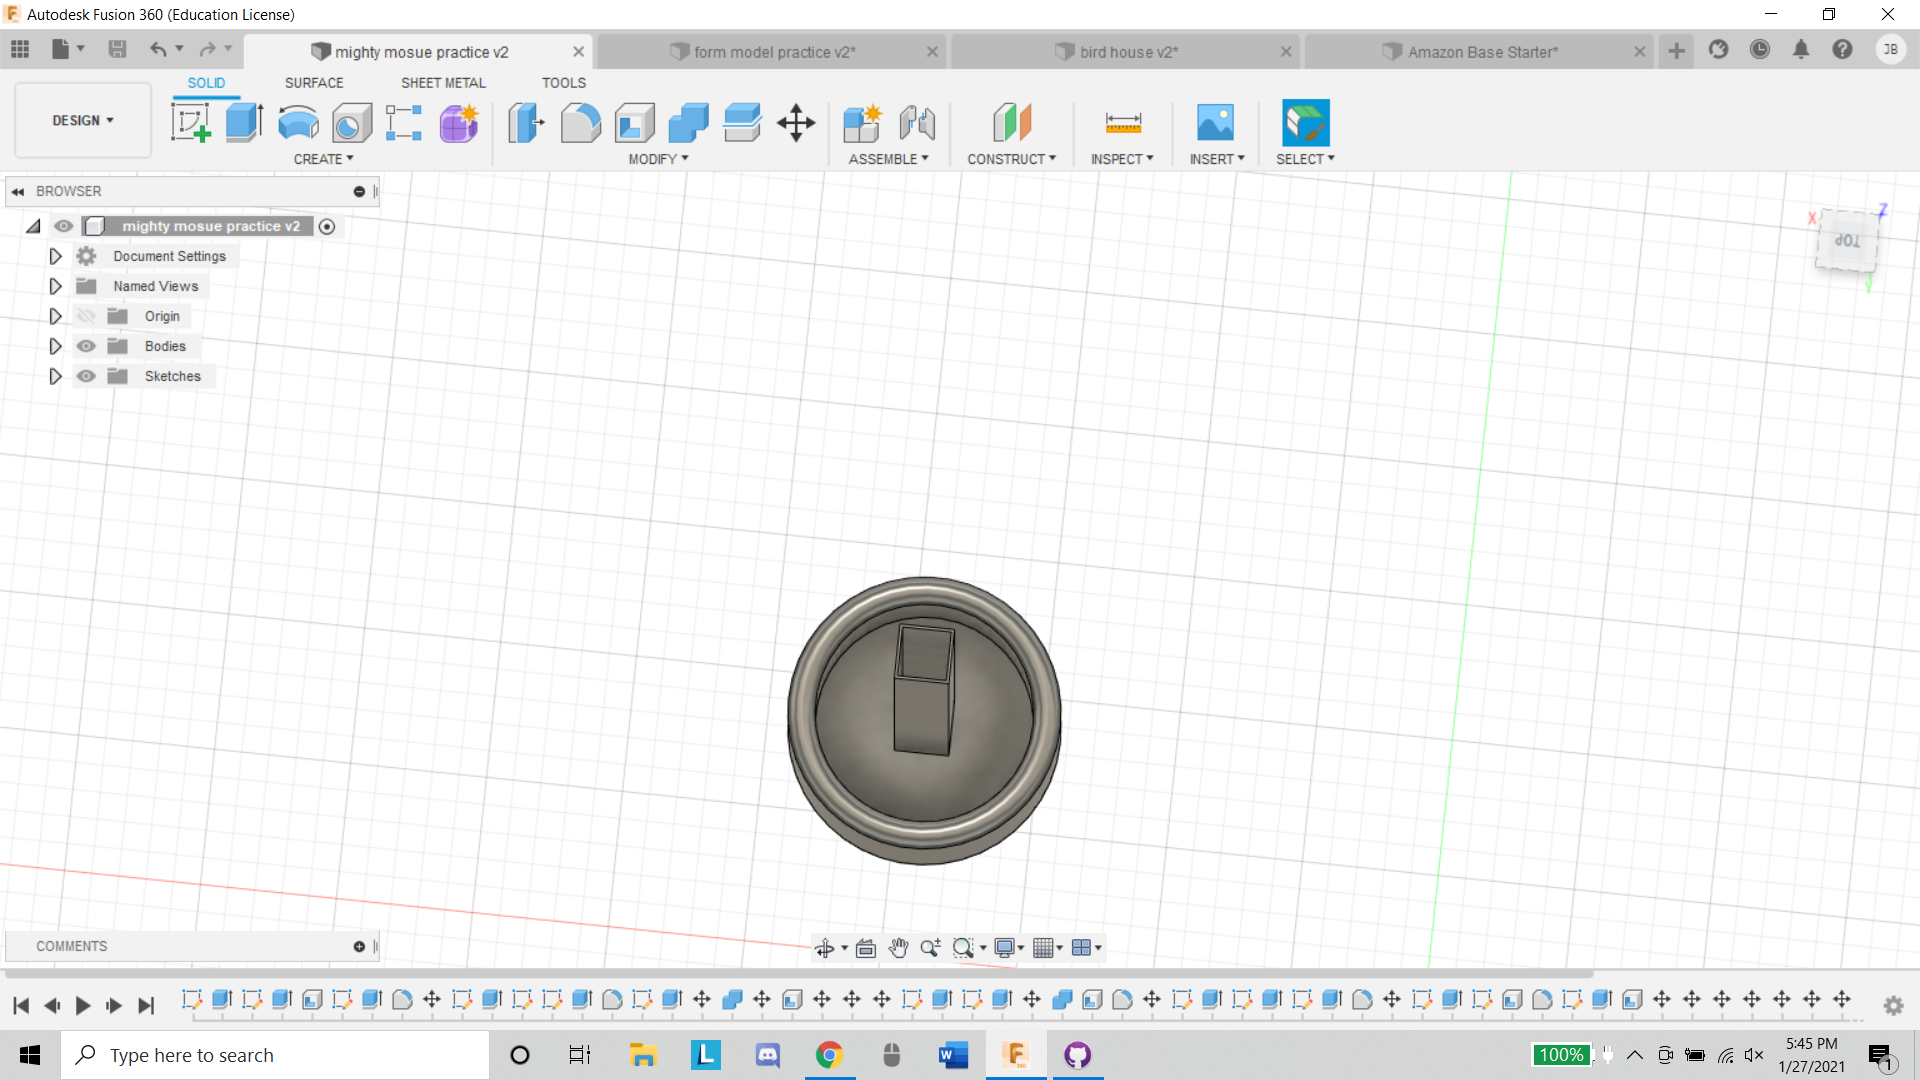 Autodesk Fusion 360 (Education License)
mighty mosue practice v2
form model practice v2*
bird house v2*
Amazon Base Starter*
JB
SOLID
SURFACE
SHEET METAL
TOOLS
DESIGN
CREATE
MODIFY
ASSEMBLE
CONSTRUCT
INSPECT
INSERT
SELECT
BROWSER
mighty mosue practice v2
Document Settings
Named Views
Origin
Bodies
Sketches
X
Z
TOP
Y
COMMENTS
Type here to search
100%
5:45 PM
1/27/2021
1